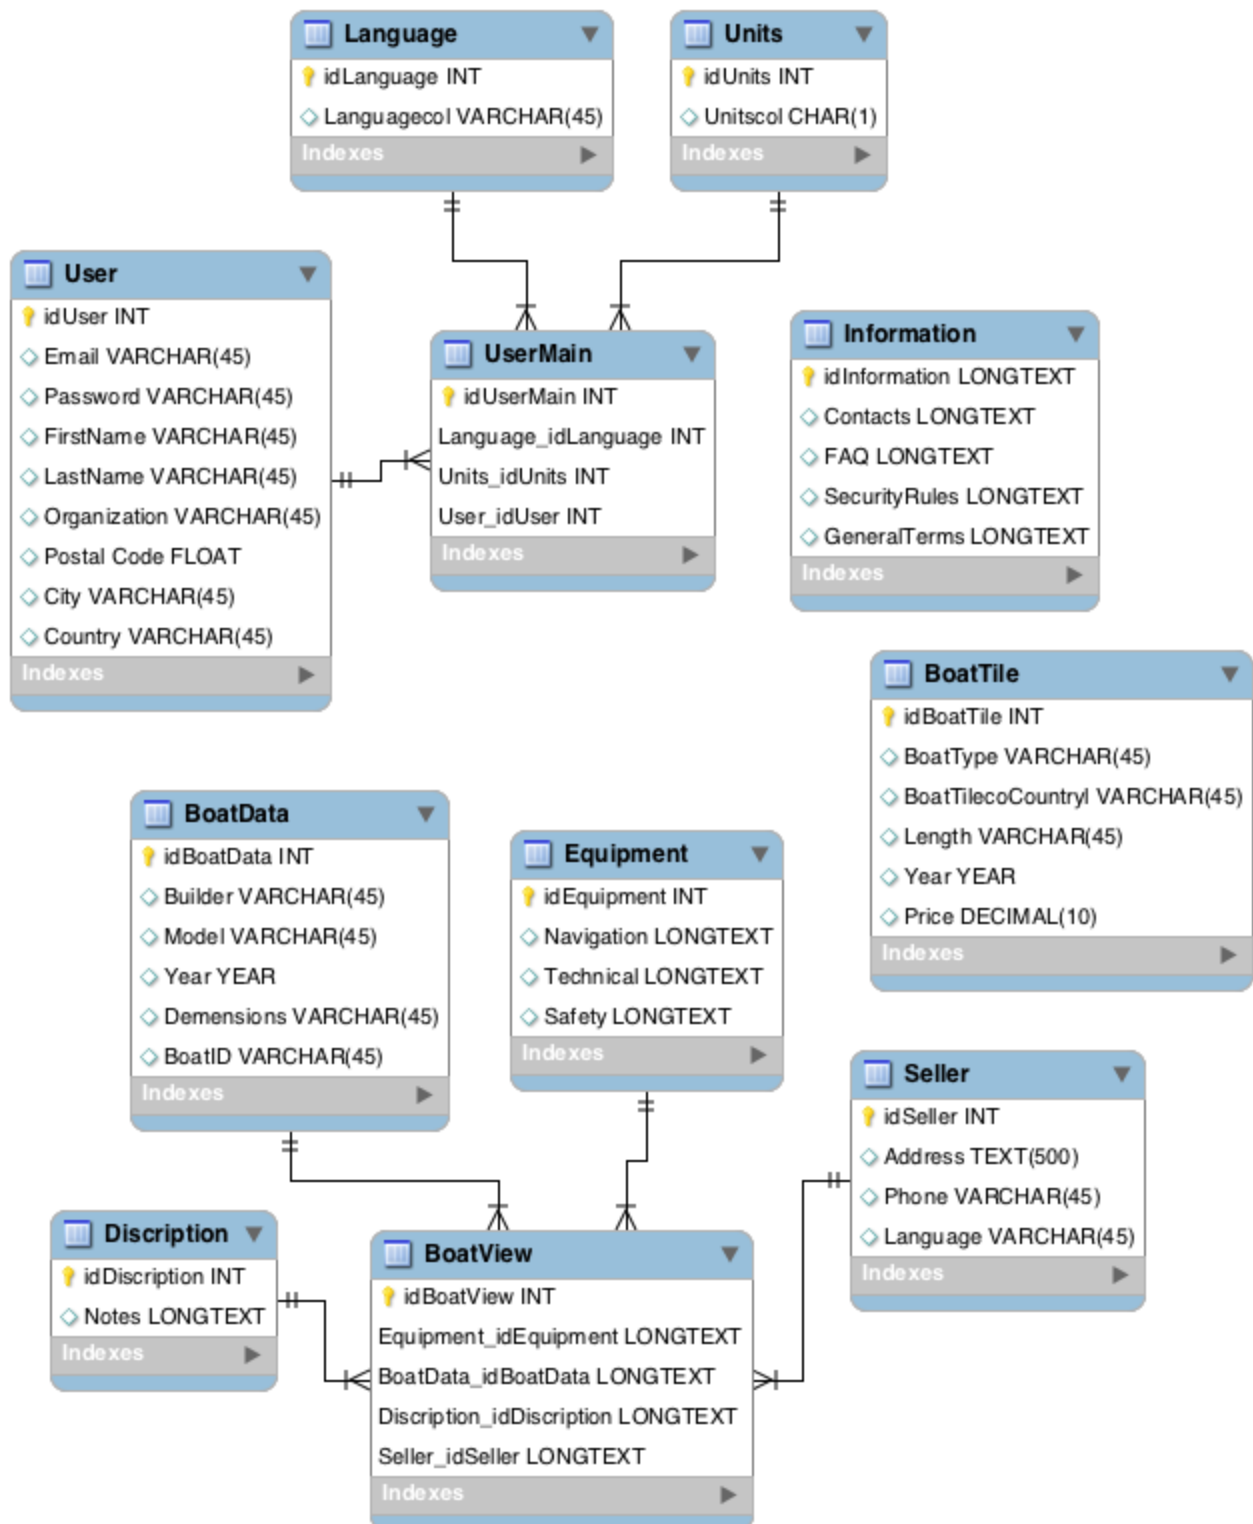 Language
idLanguage INT
Languagecol VARCHAR(45)
Indexes
Units
idUnits INT
Unitscol CHAR(1)
Indexes
User
idUser INT
Email VARCHAR(45)
Password VARCHAR(45)
FirstName VARCHAR(45)
LastName VARCHAR(45)
Organization VARCHAR(45)
Postal Code FLOAT
City VARCHAR(45)
Country VARCHAR(45)
Indexes
UserMain
idUserMain INT
Language_idLanguage INT
Units_idUnits INT
User_idUser INT
Indexes
Information
idInformation LONGTEXT
Contacts LONGTEXT
FAQ LONGTEXT
SecurityRules LONGTEXT
GeneralTerms LONGTEXT
Indexes
BoatTile
idBoatTile INT
BoatType VARCHAR(45)
BoatTilecoCountryl VARCHAR(45)
Length VARCHAR(45)
Year YEAR
Price DECIMAL(10)
Indexes
BoatData
idBoatData INT
Builder VARCHAR(45)
Model VARCHAR(45)
Year YEAR
Demensions VARCHAR(45)
BoatID VARCHAR(45)
Indexes
Equipment
idEquipment INT
Navigation LONGTEXT
Technical LONGTEXT
Safety LONGTEXT
Indexes
Seller
idSeller INT
Address TEXT(500)
Phone VARCHAR(45)
Language VARCHAR(45)
Indexes
Discription
idDiscription INT
Notes LONGTEXT
Indexes
BoatView
idBoatView INT
Equipment_idEquipment LONGTEXT
BoatData_idBoatData LONGTEXT
Discription_idDiscription LONGTEXT
Seller_idSeller LONGTEXT
Indexes